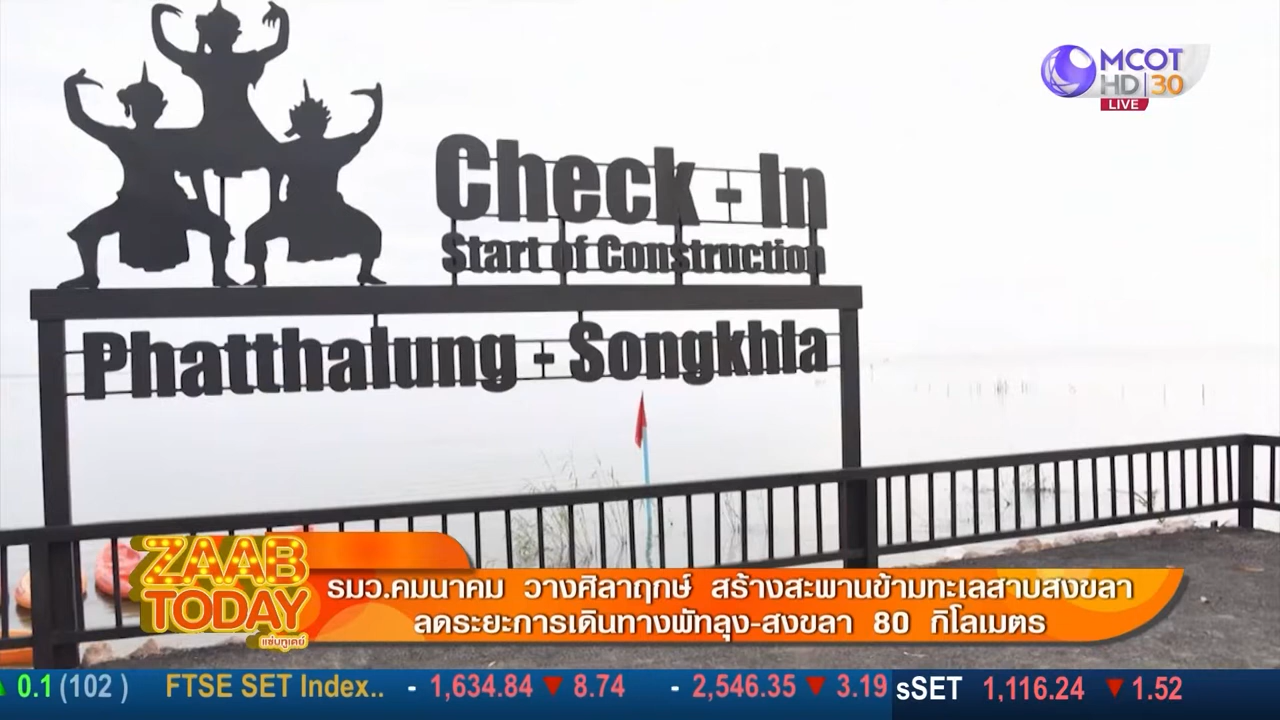 MCOT
HD 30
LIVE
Check - In
Start of Construction
Phatthalung - Songkhla
ZAAB
TODAY
แซ่บทูเดย์
รมว.คมนาคม วางศิลาฤกษ์ สร้างสะพานข้ามทะเลสาบสงขลา
ลดระยะการเดินทางพัทลุง-สงขลา 80 กิโลเมตร
▲ 0.1 (102 ) FTSE SET Index.. - 1,634.84 ▼ 8.74 - 2,546.35 ▼ 3.19 sSET 1,116.24 ▼ 1.52